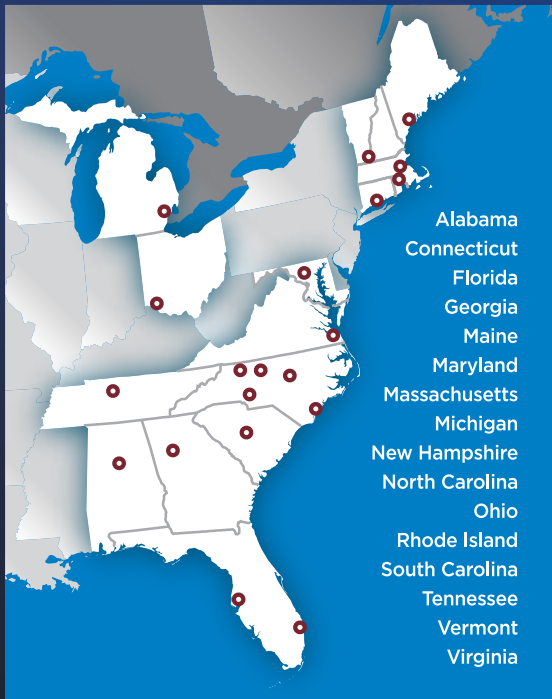 Alabama
Connecticut
Florida
Georgia
Maine
Maryland
Massachusetts
Michigan
New Hampshire
North Carolina
Ohio
Rhode Island
South Carolina
Tennessee
Vermont
Virginia